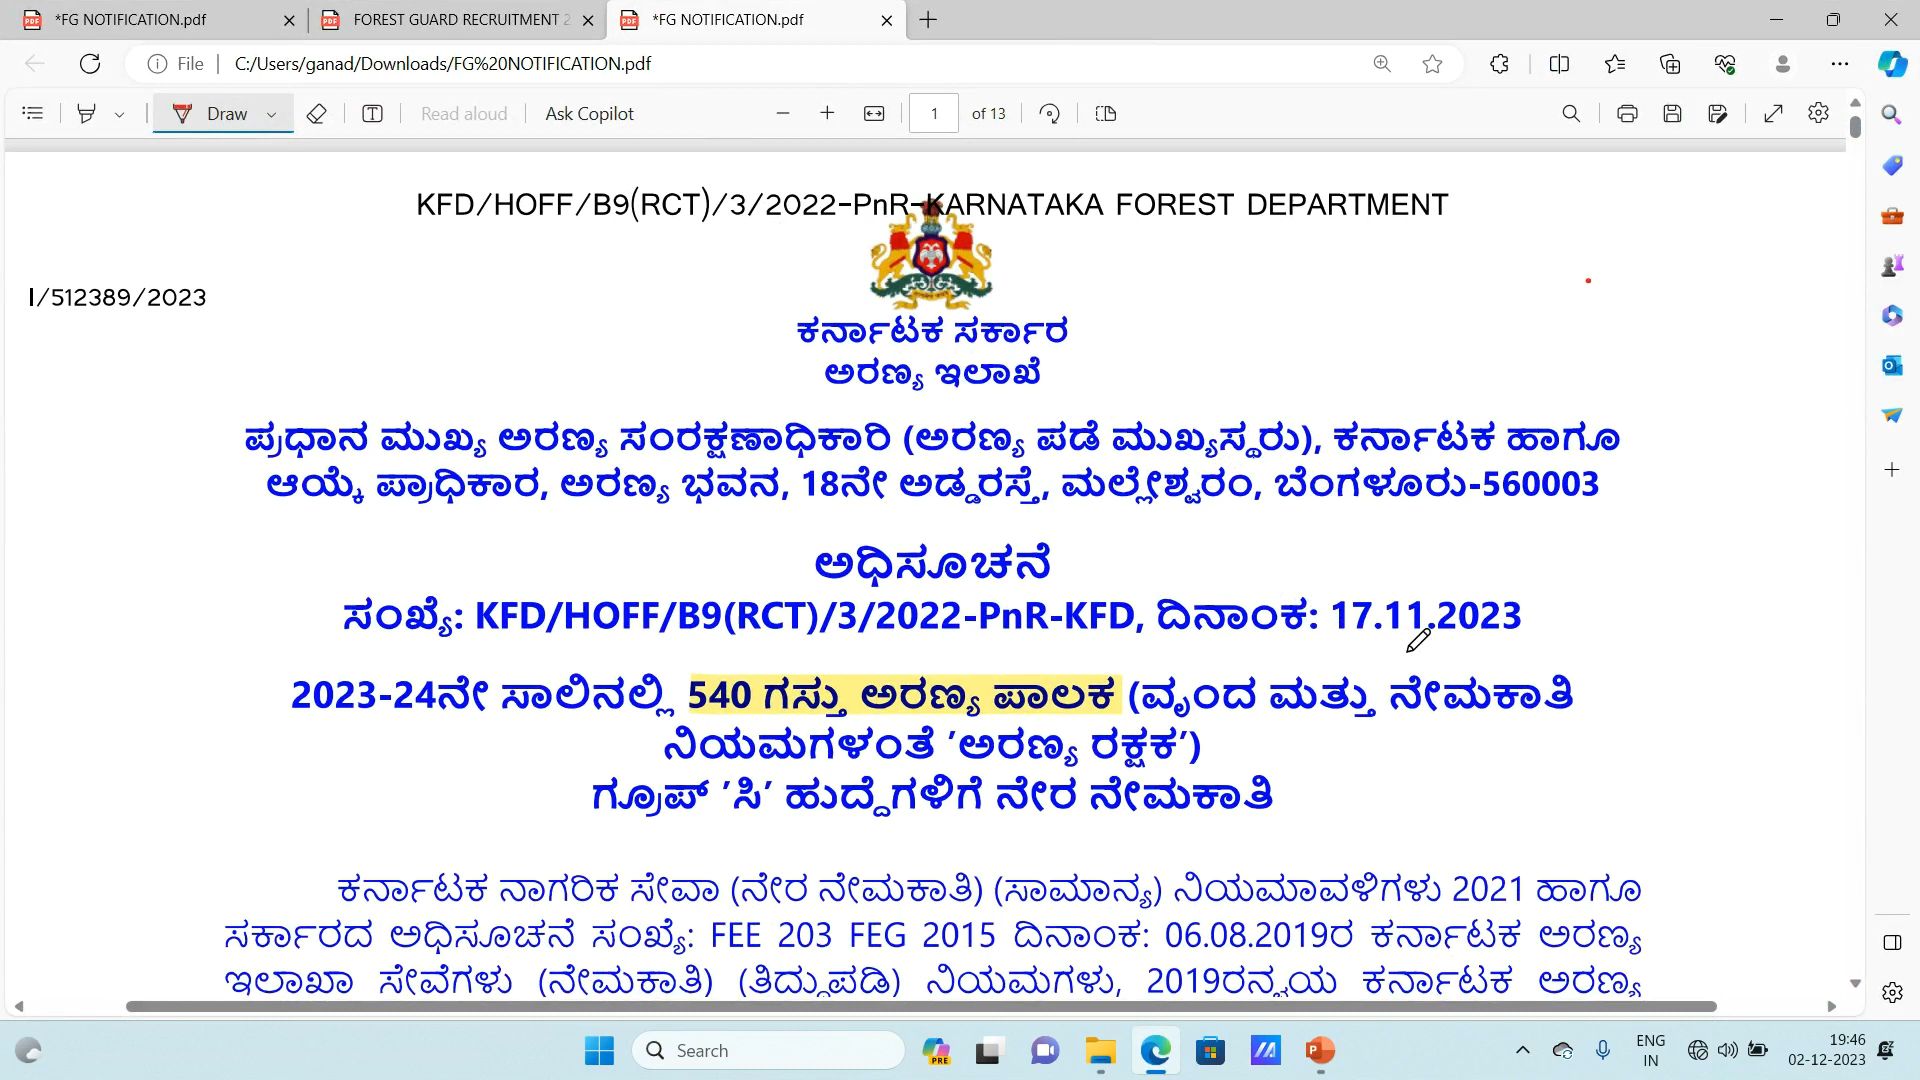 *FG NOTIFICATION.pdf
FOREST GUARD RECRUITMENT 2
*FG NOTIFICATION.pdf
File
C:/Users/ganad/Downloads/FG%20NOTIFICATION.pdf
Draw
Read aloud
Ask Copilot
1 of 13
KFD/HOFF/B9(RCT)/3/2022-PnR-KARNATAKA FOREST DEPARTMENT
I/512389/2023
ಕರ್ನಾಟಕ ಸರ್ಕಾರ
ಅರಣ್ಯ ಇಲಾಖೆ
ಪ್ರಧಾನ ಮುಖ್ಯ ಅರಣ್ಯ ಸಂರಕ್ಷಣಾಧಿಕಾರಿ (ಅರಣ್ಯ ಪಡೆ ಮುಖ್ಯಸ್ಥರು), ಕರ್ನಾಟಕ ಹಾಗೂ
ಆಯ್ಕೆ ಪ್ರಾಧಿಕಾರ, ಅರಣ್ಯ ಭವನ, 18ನೇ ಅಡ್ಡರಸ್ತೆ, ಮಲ್ಲೇಶ್ವರಂ, ಬೆಂಗಳೂರು-560003
ಅಧಿಸೂಚನೆ
ಸಂಖ್ಯೆ: KFD/HOFF/B9(RCT)/3/2022-PnR-KFD, ದಿನಾಂಕ: 17.11.2023
2023-24ನೇ ಸಾಲಿನಲ್ಲಿ 540 ಗಸ್ತು ಅರಣ್ಯ ಪಾಲಕ (ವೃಂದ ಮತ್ತು ನೇಮಕಾತಿ
ನಿಯಮಗಳಂತೆ 'ಅರಣ್ಯ ರಕ್ಷಕ')
ಗ್ರೂಪ್ 'ಸಿ' ಹುದ್ದೆಗಳಿಗೆ ನೇರ ನೇಮಕಾತಿ
ಕರ್ನಾಟಕ ನಾಗರಿಕ ಸೇವಾ (ನೇರ ನೇಮಕಾತಿ) (ಸಾಮಾನ್ಯ) ನಿಯಮಾವಳಿಗಳು 2021 ಹಾಗೂ
ಸರ್ಕಾರದ ಅಧಿಸೂಚನೆ ಸಂಖ್ಯೆ: FEE 203 FEG 2015 ದಿನಾಂಕ: 06.08.2019ರ ಕರ್ನಾಟಕ ಅರಣ್ಯ
ಇಲಾಖಾ ಸೇವೆಗಳು (ನೇಮಕಾತಿ) (ತಿದ್ದುಪಡಿ) ನಿಯಮಗಳು, 2019ರನ್ವಯ ಕರ್ನಾಟಕ ಅರಣ್ಯ
Search
PRE
ENG
IN
19:46
02-12-2023